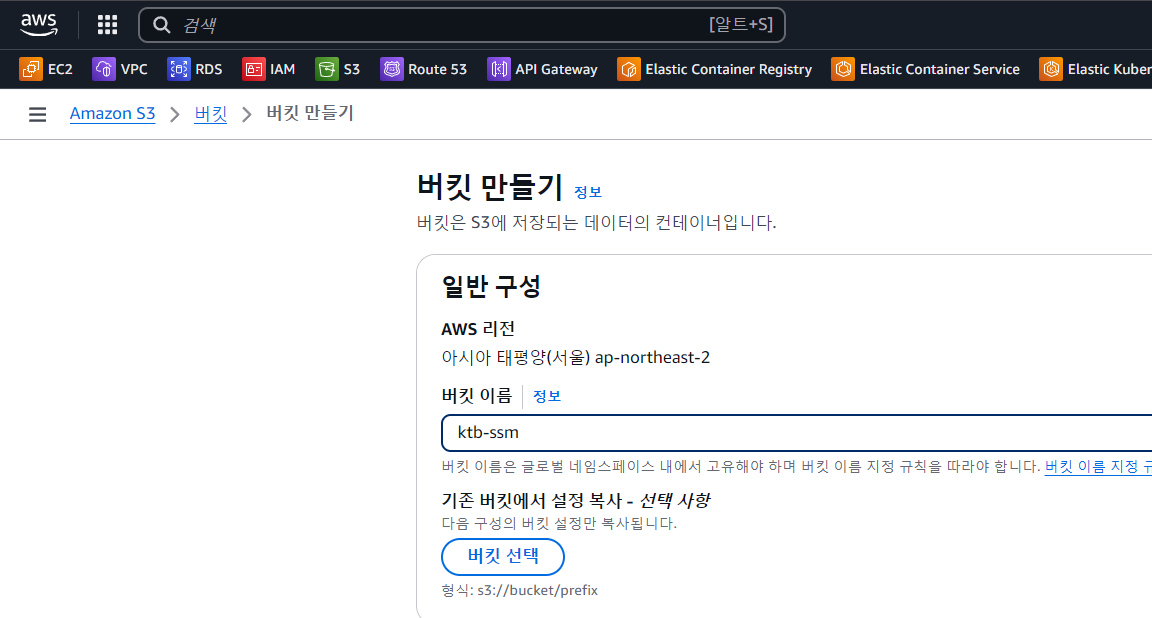 aws
검색 [알트+S]
EC2 VPC RDS IAM S3 Route 53 API Gateway Elastic Container Registry Elastic Container Service Elastic Kuber
Amazon S3 > 버킷 > 버킷 만들기
버킷 만들기 정보
버킷은 S3에 저장되는 데이터의 컨테이너입니다.
일반 구성
AWS 리전
아시아 태평양(서울) ap-northeast-2
버킷 이름 정보
ktb-ssm
버킷 이름은 글로벌 네임스페이스 내에서 고유해야 하며 버킷 이름 지정 규칙을 따라야 합니다. 버킷 이름 지정 규
기존 버킷에서 설정 복사 - 선택 사항
다음 구성의 버킷 설정만 복사됩니다.
버킷 선택
형식: s3://bucket/prefix